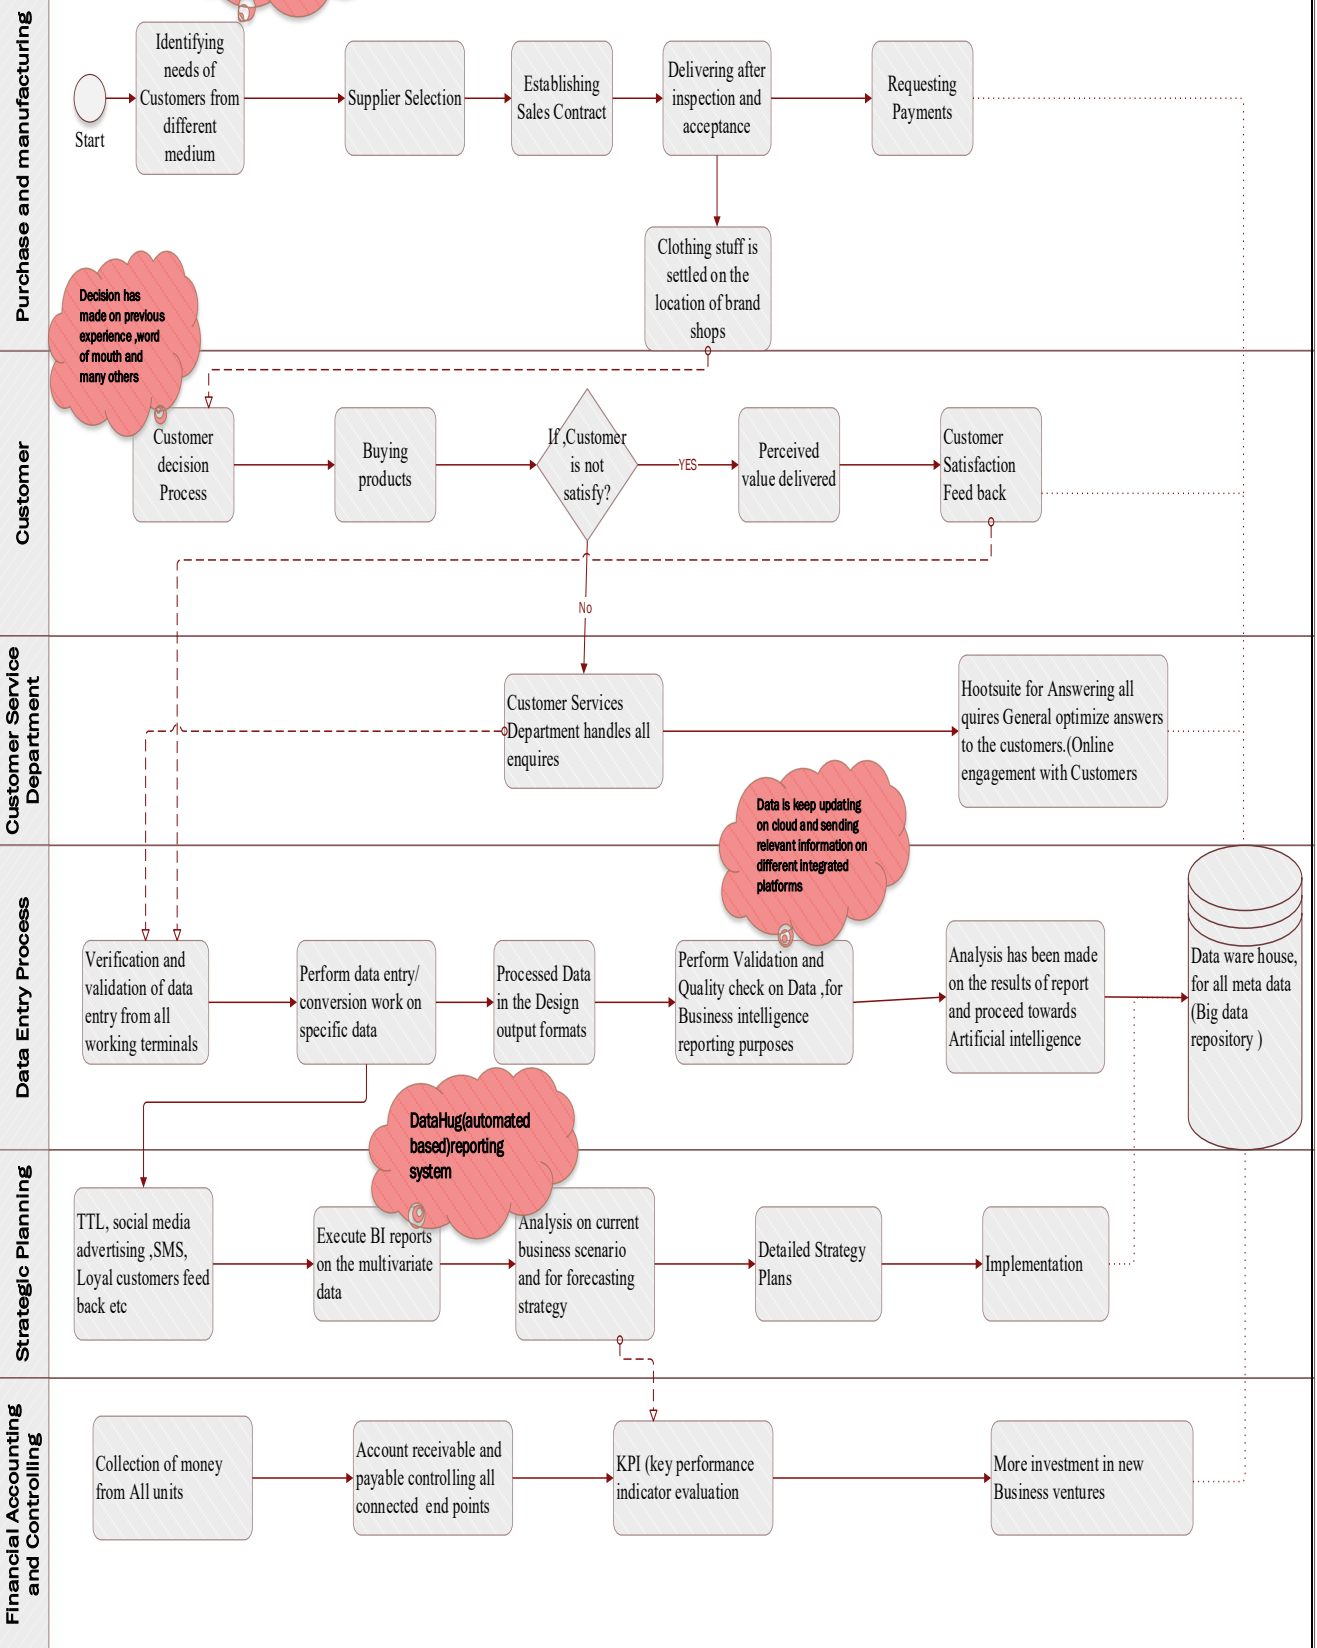 Purchase and manufacturing
Identifying
needs of
Customers from
different
medium
Supplier Selection
Establishing
Sales Contract
Delivering after
inspection and
acceptance
Requesting
Payments
Start
Clothing stuff is
settled on the
location of brand
shops
Decision has
made on previous
experience ,word
of mouth and
many others
Customer
Customer
decision
Process
Buying
products
If ,Customer
is not
satisfy?
YES
Perceived
value delivered
Customer
Satisfaction
Feed back
No
Customer Service
Department
Customer Services
Department handles all
enquires
Hootsuite for Answering all
quires General optimize answers
to the customers.(Online
engagement with Customers
Data is keep updating
on cloud and sending
relevant information on
different integrated
platforms
Data Entry Process
Verification and
validation of data
entry from all
working terminals
Perform data entry/
conversion work on
specific data
Processed Data
in the Design
output formats
Perform Validation and
Quality check on Data ,for
Business intelligence
reporting purposes
Analysis has been made
on the results of report
and proceed towards
Artificial intelligence
Data ware house,
for all meta data
(Big data
repository )
DataHug(automated
based)reporting
system
Strategic Planning
TTL, social media
advertising ,SMS,
Loyal customers feed
back etc
Execute BI reports
on the multivariate
data
Analysis on current
business scenario
and for forecasting
strategy
Detailed Strategy
Plans
Implementation
Financial Accounting
and Controlling
Collection of money
from All units
Account receivable and
payable controlling all
connected  end points
KPI (key performance
indicator evaluation
More investment in new
Business ventures